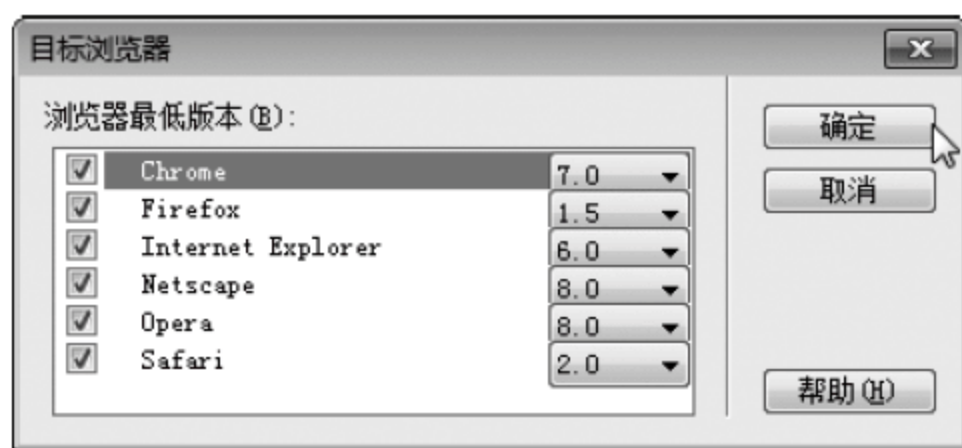 目标浏览器
浏览器最低版本(B):
Chrome 7.0
Firefox 1.5
Internet Explorer 6.0
Netscape 8.0
Opera 8.0
Safari 2.0
确定
取消
帮助(H)